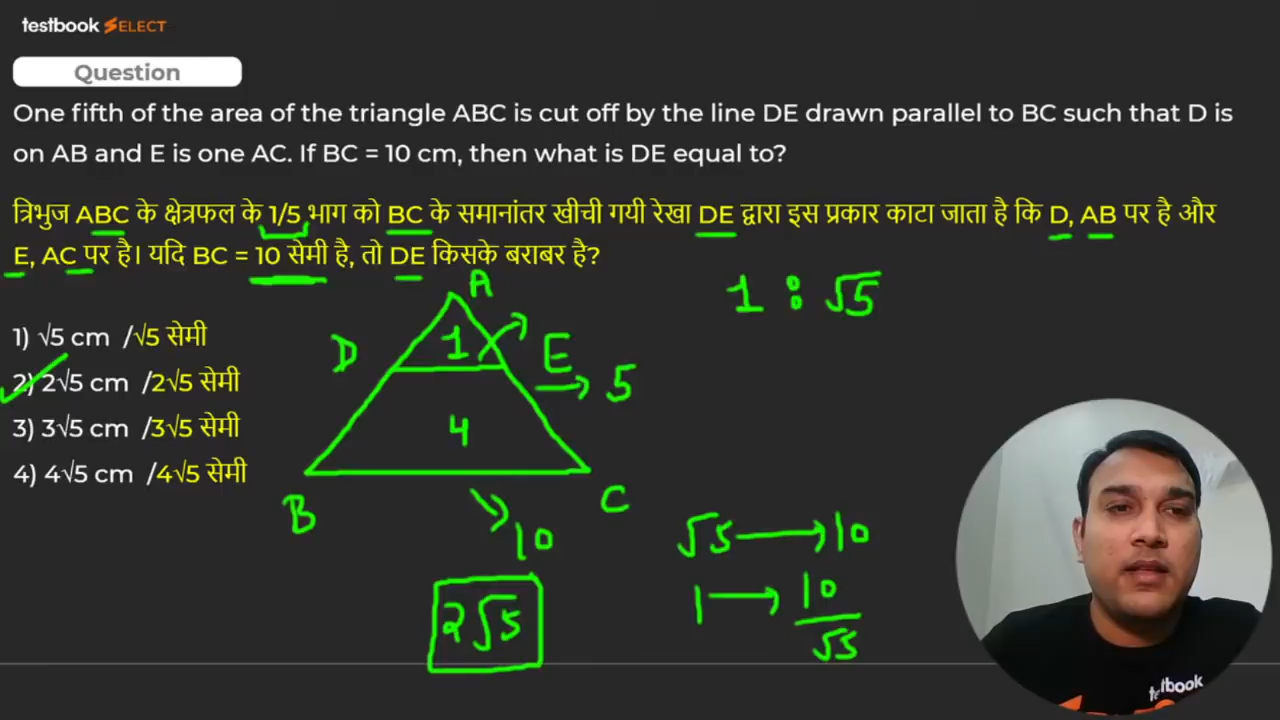 testbook SELECT
Question
One fifth of the area of the triangle ABC is cut off by the line DE drawn parallel to BC such that D is
on AB and E is one AC. If BC = 10 cm, then what is DE equal to?
त्रिभुज ABC के क्षेत्रफल के 1/5 भाग को BC के समानांतर खीची गयी रेखा DE द्वारा इस प्रकार काटा जाता है कि D, AB पर है और
E, AC पर है। यदि BC = 10 सेमी है, तो DE किसके बराबर है?
1) √5 cm /√5 सेमी
2) 2√5 cm /2√5 सेमी
3) 3√5 cm /3√5 सेमी
4) 4√5 cm /4√5 सेमी
A
1 : √5
D
1
E
5
4
B
C
10
√5 → 10
1 → 10/√5
2√5
testbook